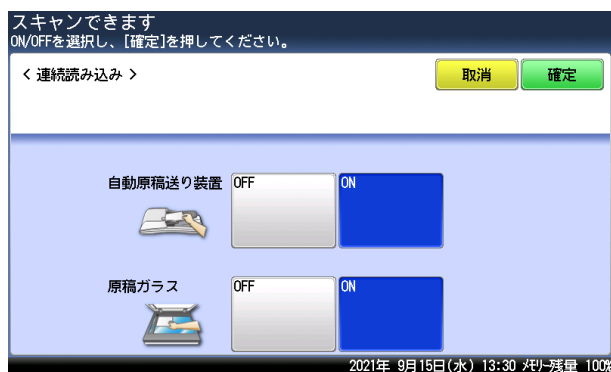 スキャンできます
ON/OFFを選択し、[確定]を押してください。
< 連続読み込み >
取消
確定
自動原稿送り装置
OFF
ON
原稿ガラス
OFF
ON
2021年 9月15日(水) 13:30 メモリー残量 100%